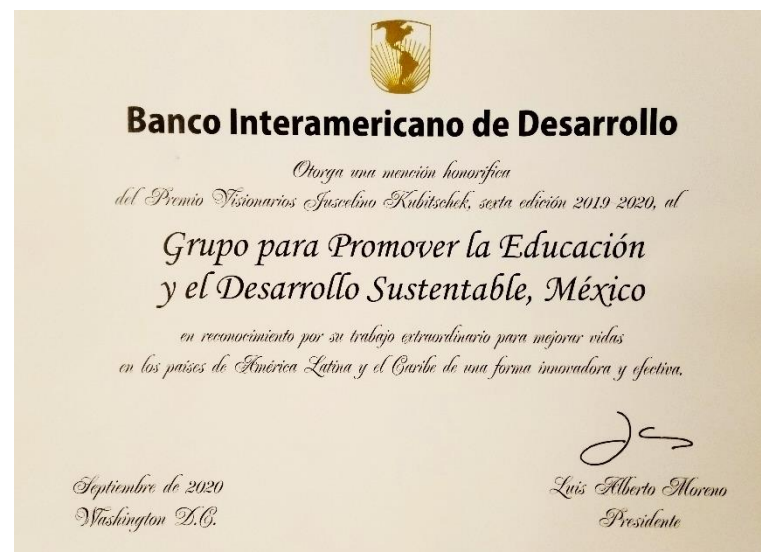 Banco Interamericano de Desarrollo
Otorga una mención honorífica
del Premio Visionarios Juscelino Kubitschek, sexta edición 2019-2020, al
Grupo para Promover la Educación
y el Desarrollo Sustentable, México
en reconocimiento por su trabajo extraordinario para mejorar vidas
en los países de América Latina y el Caribe de una forma innovadora y efectiva.
Septiembre de 2020
Washington D.C.
Luis Alberto Moreno
Presidente